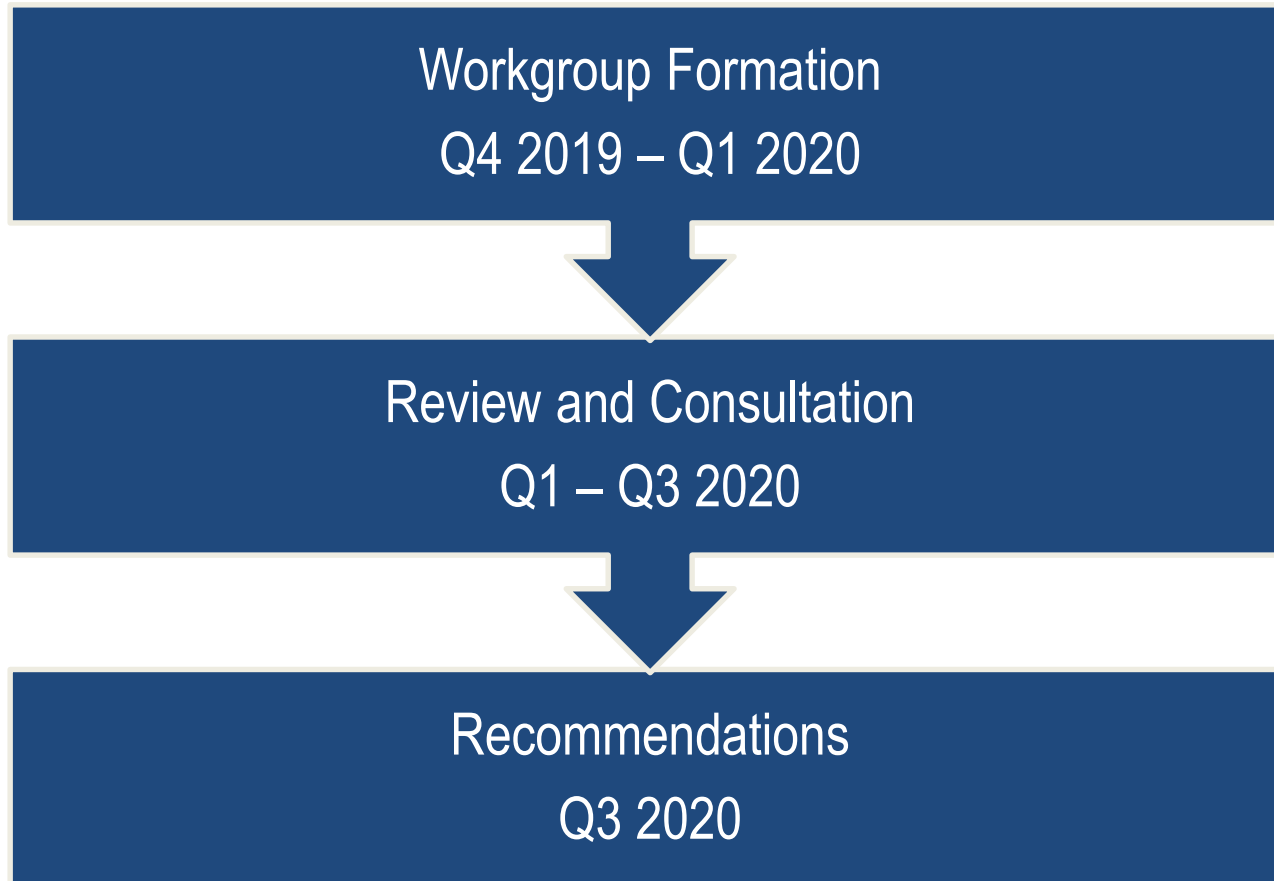 Workgroup Formation
Q4 2019 – Q1 2020
Review and Consultation
Q1 – Q3 2020
Recommendations
Q3 2020